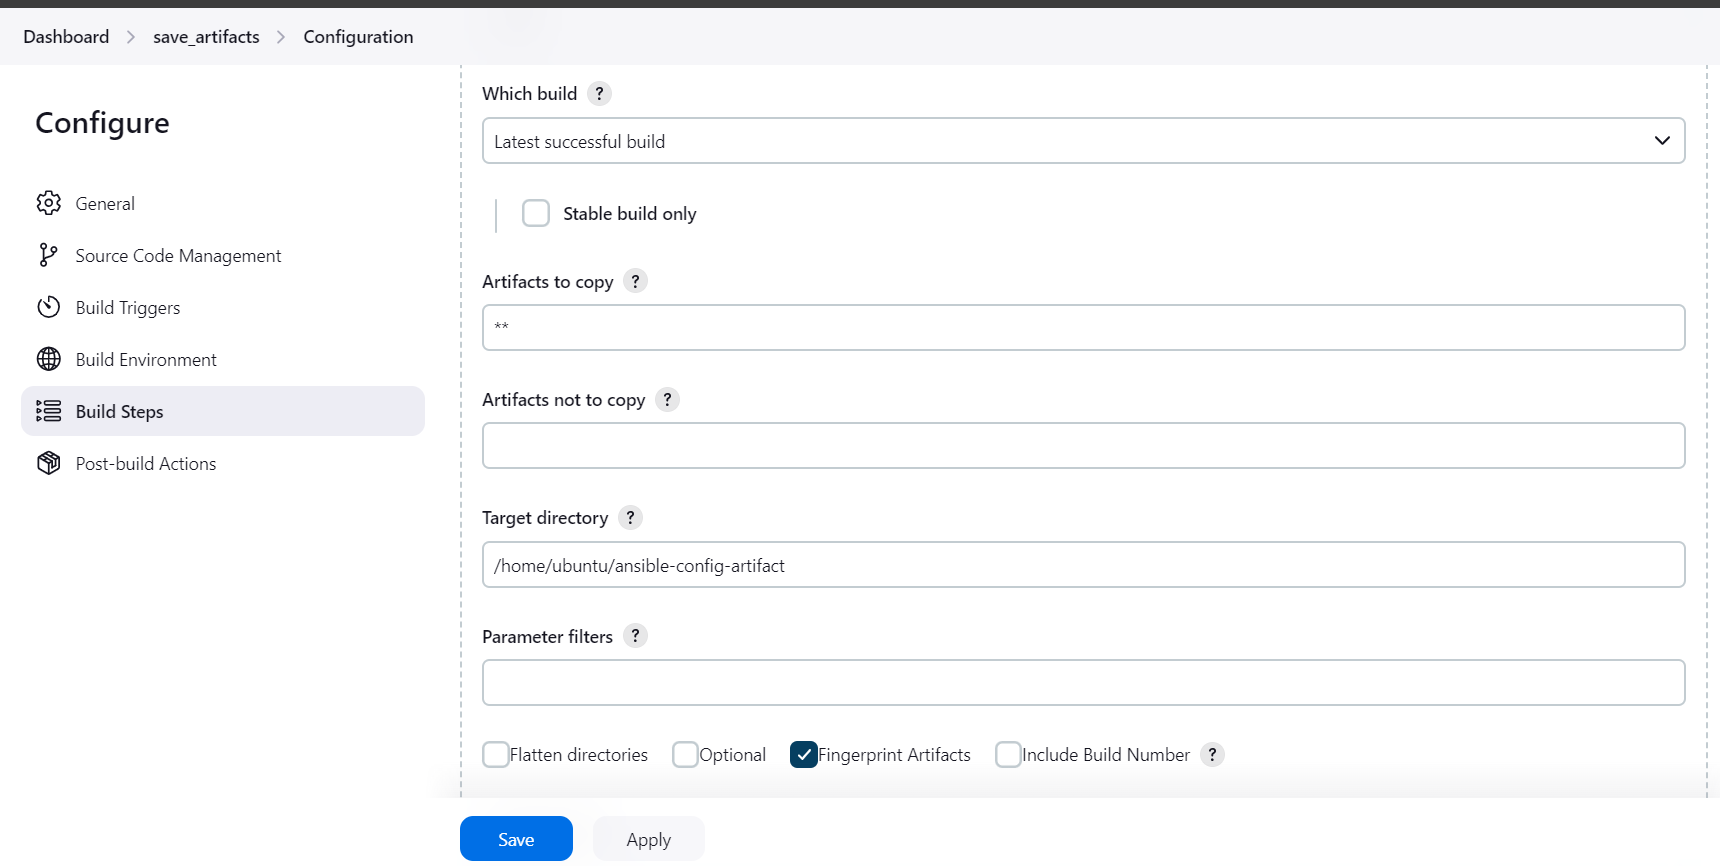 Dashboard > save_artifacts > Configuration
Configure
General
Source Code Management
Build Triggers
Build Environment
Build Steps
Post-build Actions
Which build ?
Latest successful build
Stable build only
Artifacts to copy ?
**
Artifacts not to copy ?
Target directory ?
/home/ubuntu/ansible-config-artifact
Parameter filters ?
Flatten directories Optional Fingerprint Artifacts Include Build Number ?
Save Apply